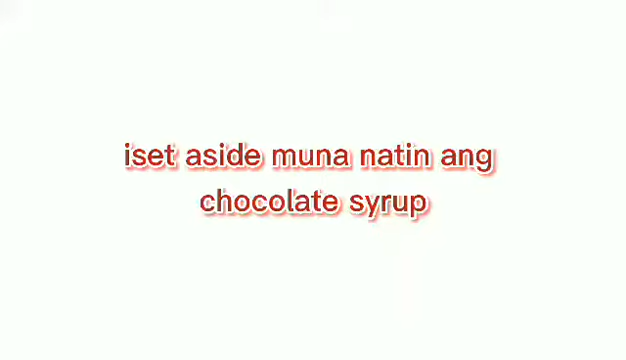 iset aside muna natin ang
chocolate syrup